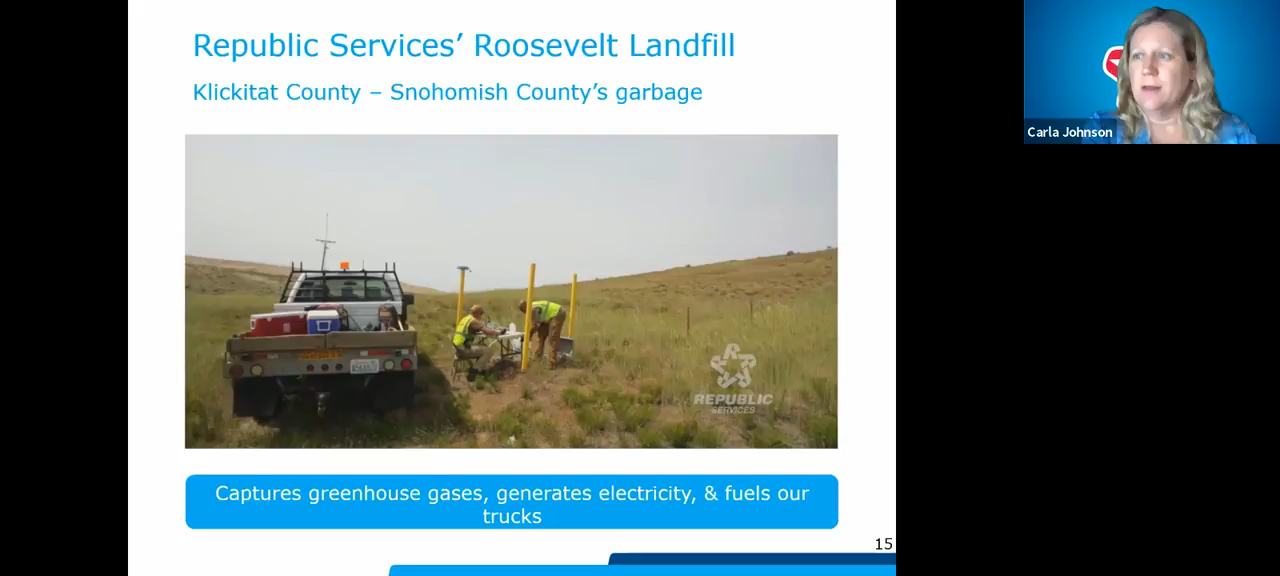 Republic Services’ Roosevelt Landfill
Klickitat County – Snohomish County’s garbage
Carla Johnson
REPUBLIC
SERVICES
Captures greenhouse gases, generates electricity, & fuels our
trucks
15